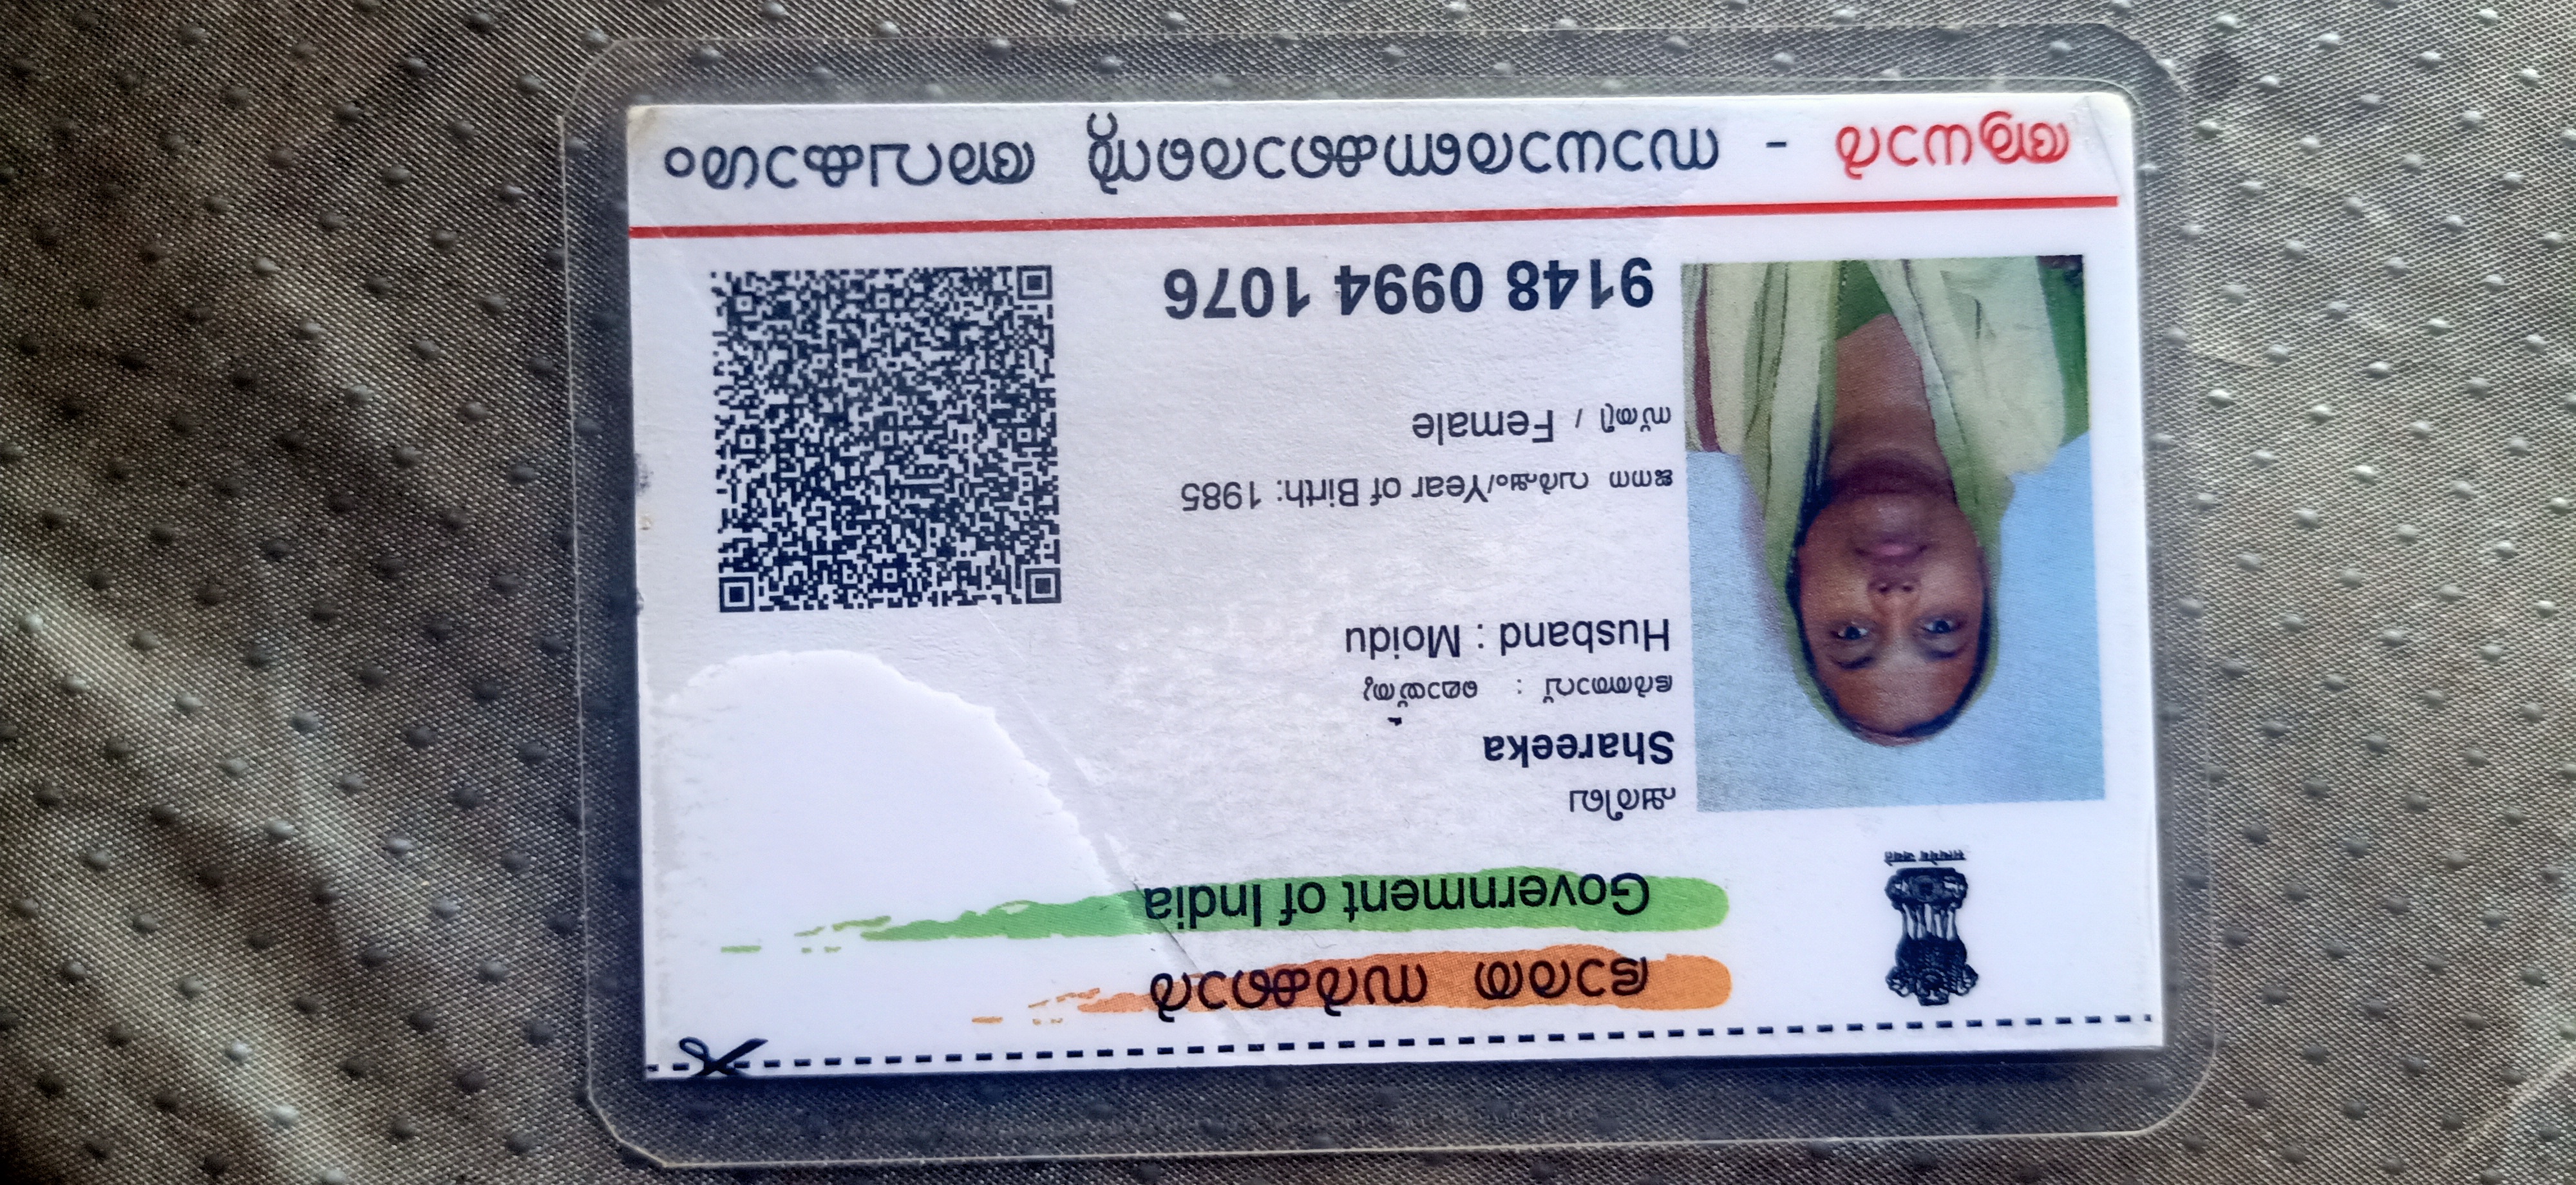 ഭാരത സർക്കാർ
Government of India
ഷരീഖ
Shareeka
ഭർത്താവ് : മൊയ്തു
Husband : Moidu
ജനന വർഷം/Year of Birth: 1985
സ്ത്രീ / Female
9148 0994 1076
ആധാർ - സാധാരണക്കാരന്റെ അവകാശം